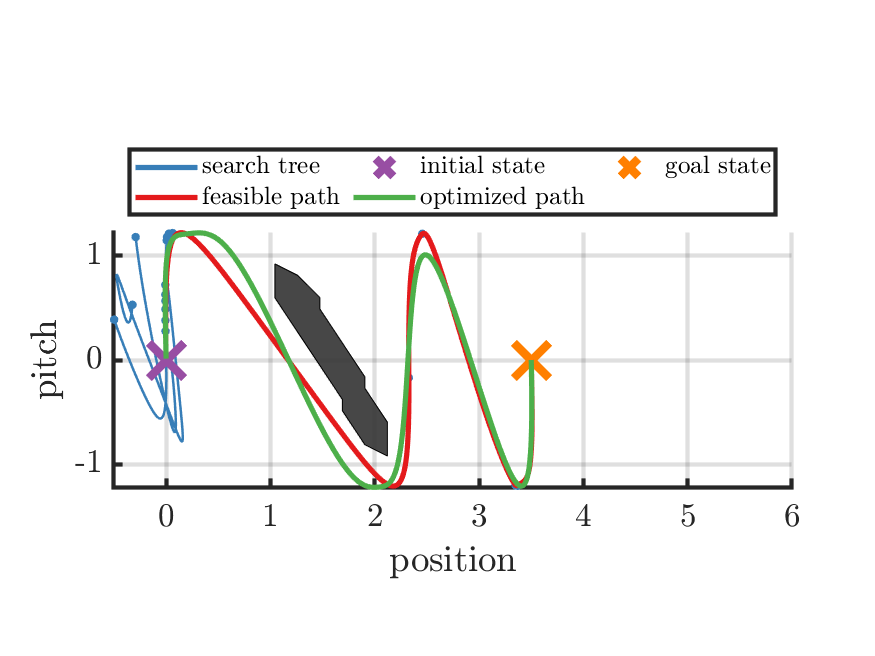 search tree initial state goal state
feasible path optimized path
1
0
-1
pitch
0 1 2 3 4 5 6
position